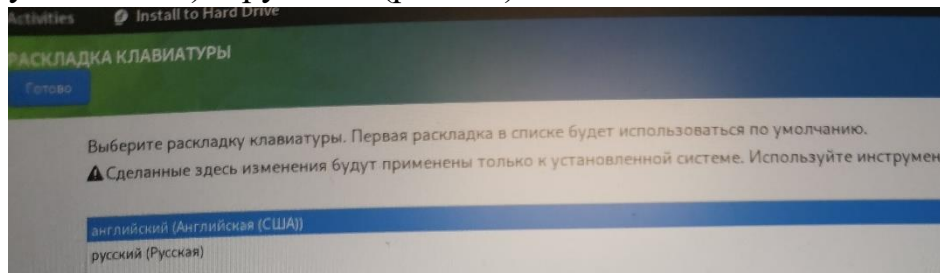 Activities Install to Hard Drive
РАСКЛАДКА КЛАВИАТУРЫ
Готово
Выберите раскладку клавиатуры. Первая раскладка в списке будет использоваться по умолчанию.
Сделанные здесь изменения будут применены только к установленной системе. Используйте инструмен
английский (Английская (США))
русский (Русская)